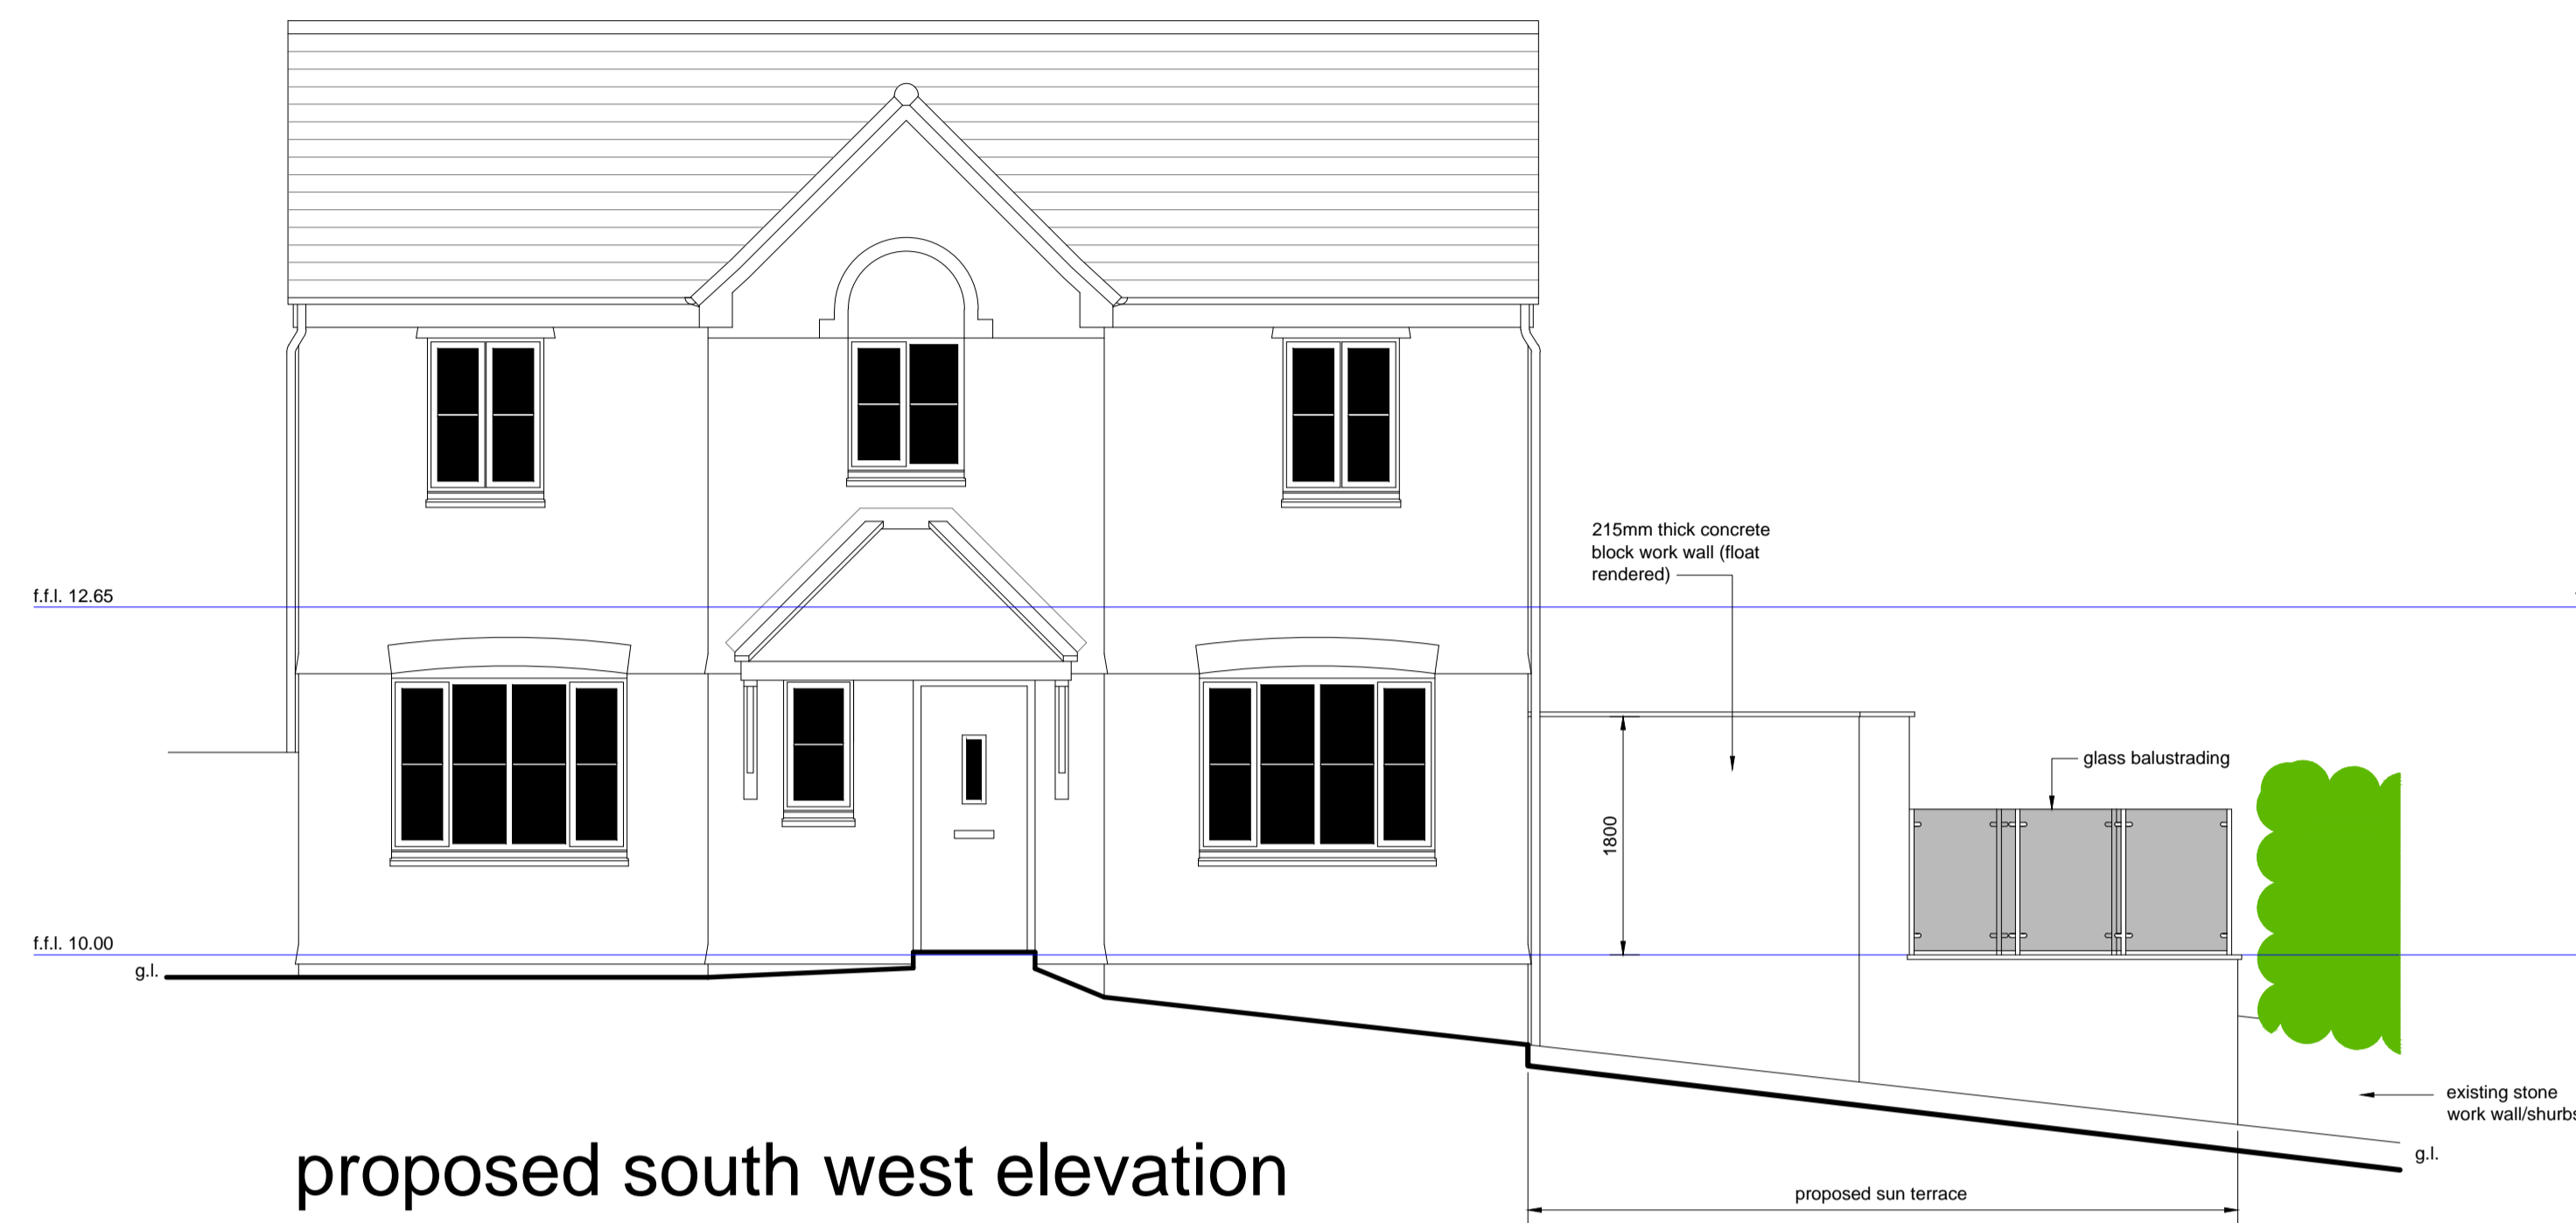 215mm thick concrete
block work wall (float
rendered)
f.f.l. 12.65
glass balustrading
1800
f.f.l. 10.00
g.l.
existing stone
work wall/shurbs
g.l.
proposed south west elevation
proposed sun terrace